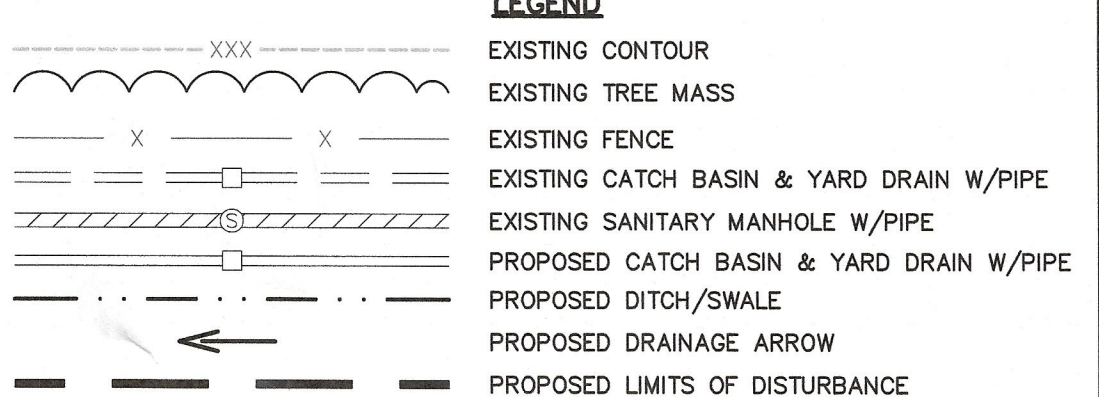 LEGEND
XXX EXISTING CONTOUR
EXISTING TREE MASS
X X EXISTING FENCE
EXISTING CATCH BASIN & YARD DRAIN W/PIPE
S EXISTING SANITARY MANHOLE W/PIPE
PROPOSED CATCH BASIN & YARD DRAIN W/PIPE
PROPOSED DITCH/SWALE
PROPOSED DRAINAGE ARROW
PROPOSED LIMITS OF DISTURBANCE